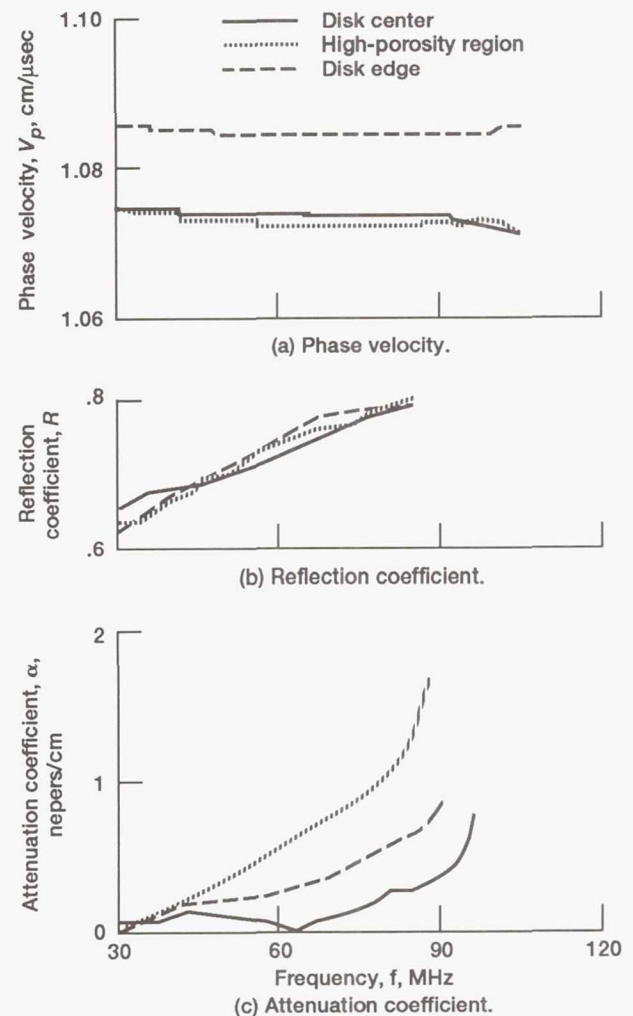 1.10
Disk center
High-porosity region
Disk edge
Phase velocity, Vp, cm/μsec
1.08
1.06
(a) Phase velocity.
.8
Reflection
coefficient, R
.6
(b) Reflection coefficient.
2
Attenuation coefficient, α,
nepers/cm
1
0
30
60
90
120
Frequency, f, MHz
(c) Attenuation coefficient.